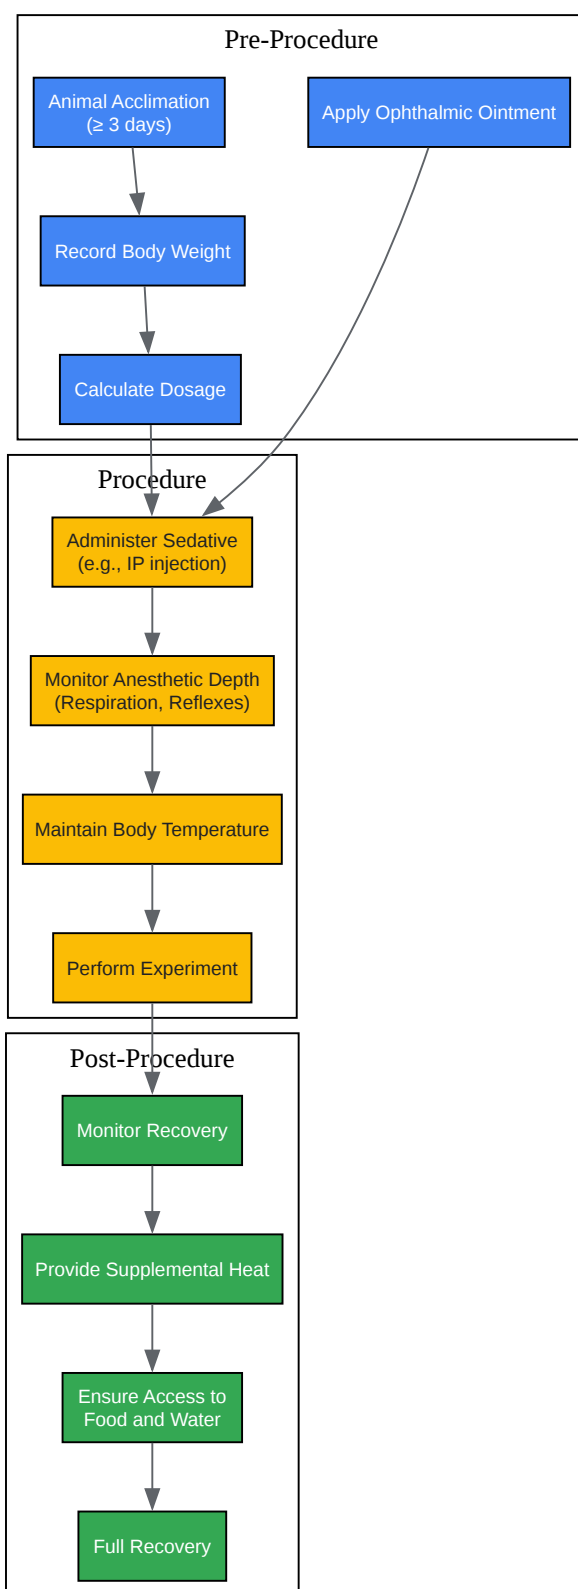 Pre-Procedure
Animal Acclimation
(≥ 3 days)
Apply Ophthalmic Ointment
Record Body Weight
Calculate Dosage
Procedure
Administer Sedative
(e.g., IP injection)
Monitor Anesthetic Depth
(Respiration, Reflexes)
Maintain Body Temperature
Perform Experiment
Post-Procedure
Monitor Recovery
Provide Supplemental Heat
Ensure Access to
Food and Water
Full Recovery